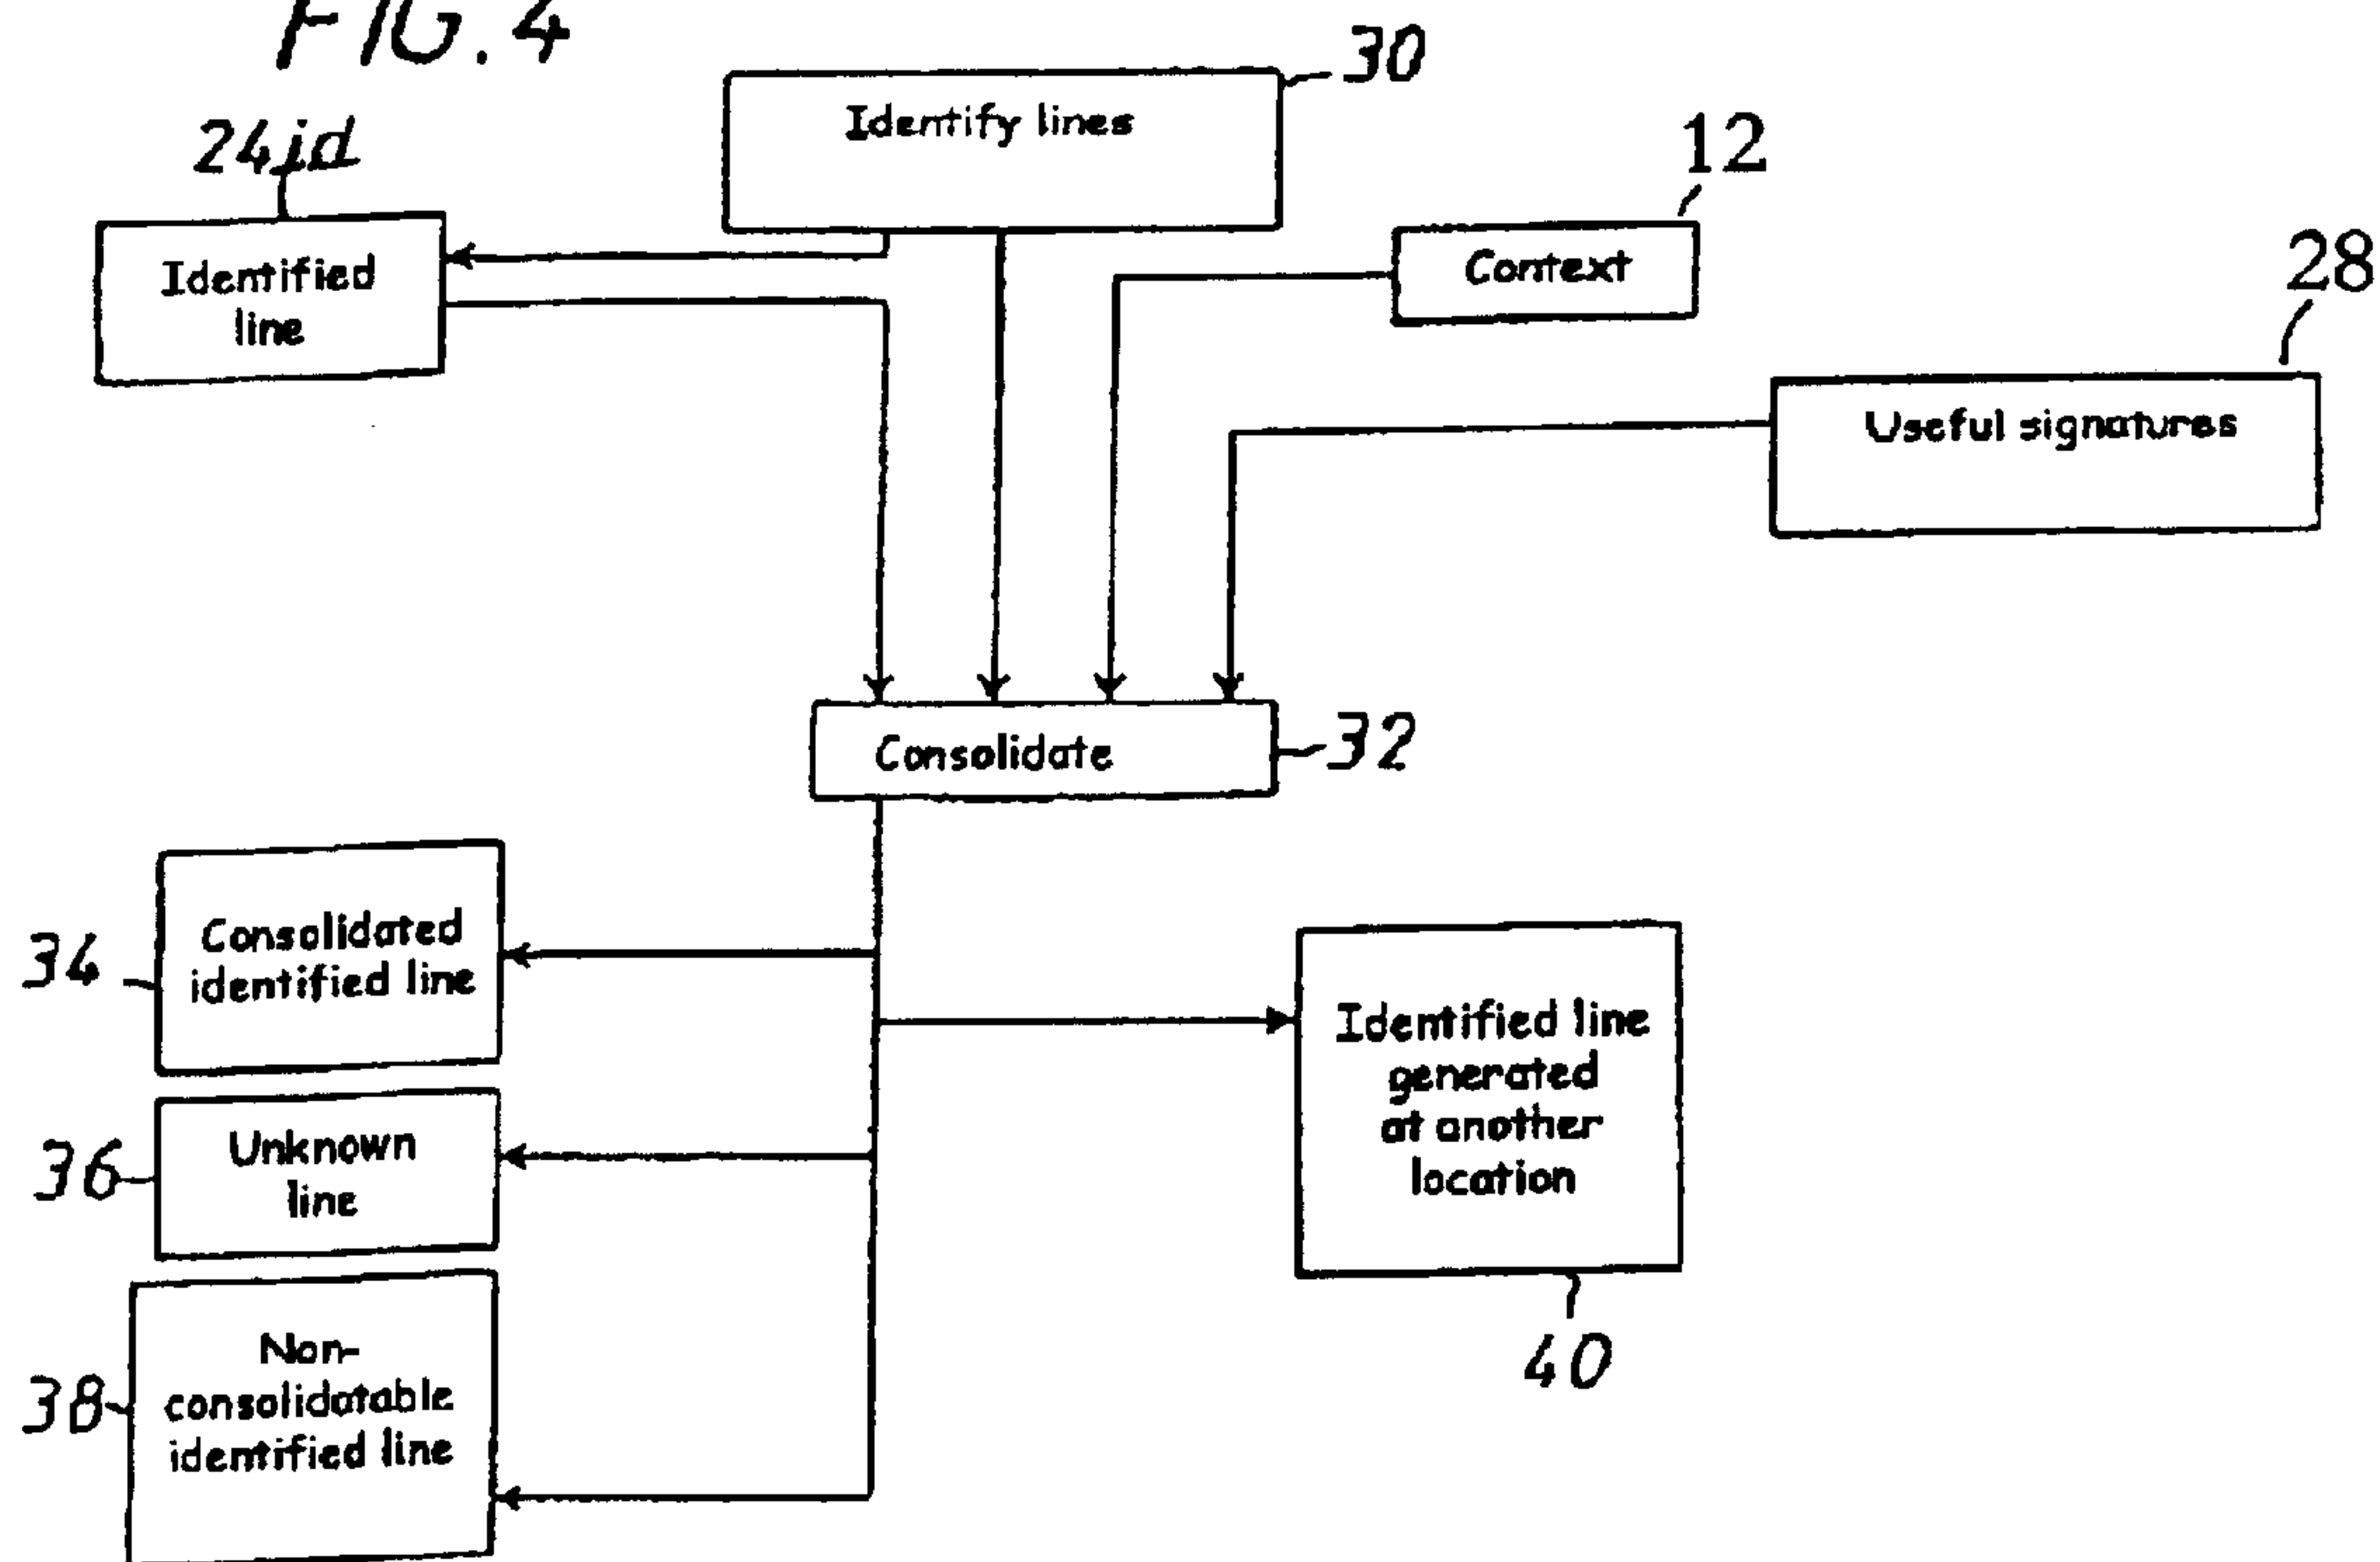 FIG. 4
30
Identify lines
24id
12
Identified
line
Context
28
Useful signatures
Consolidate
32
34
Consolidated
identified line
Identified line
generated
at another
location
36
Unknown
line
40
38
Non-
consolidatable
identified line